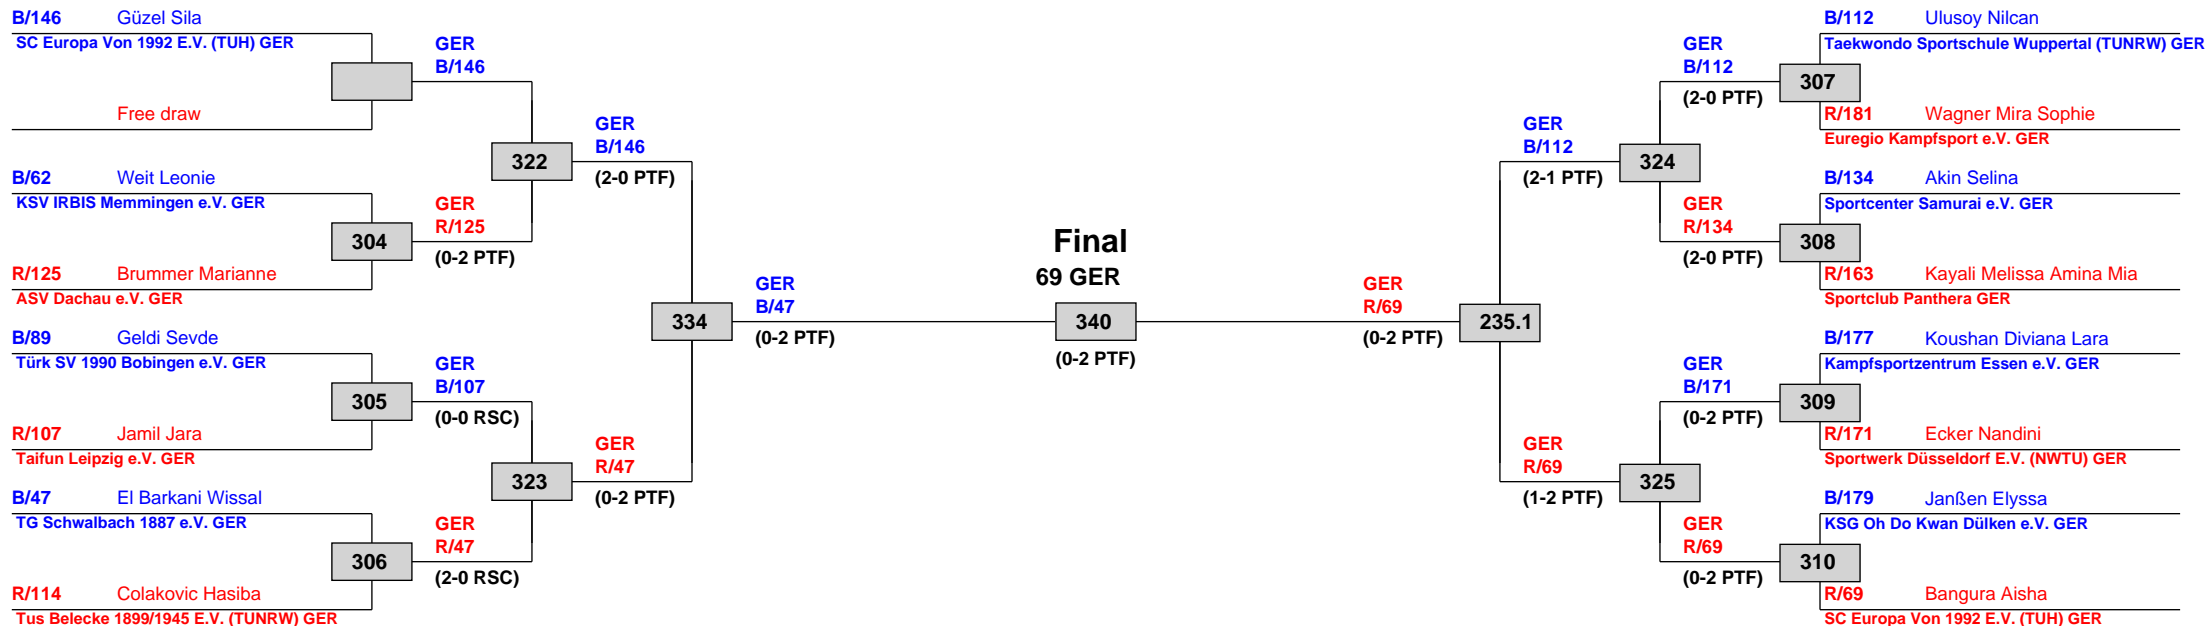 B/146 Güzel Sila
SC Europa Von 1992 E.V. (TUH) GER
Free draw
B/62 Weit Leonie
KSV IRBIS Memmingen e.V. GER
304
R/125 Brummer Marianne
ASV Dachau e.V. GER
B/89 Geldi Sevde
Türk SV 1990 Bobingen e.V. GER
305
R/107 Jamil Jara
Taifun Leipzig e.V. GER
B/47 El Barkani Wissal
TG Schwalbach 1887 e.V. GER
306
R/114 Colakovic Hasiba
Tus Belecke 1899/1945 E.V. (TUNRW) GER
GER
B/146
322
GER
R/125
(0-2 PTF)
GER
B/107
(0-0 RSC)
323
GER
R/47
(2-0 RSC)
GER
B/146
(2-0 PTF)
334
GER
R/47
(0-2 PTF)
GER
B/47
(0-2 PTF)
Final
69 GER
340
(0-2 PTF)
GER
R/69
(0-2 PTF)
235.1
GER
B/112
(2-1 PTF)
324
GER
R/69
(1-2 PTF)
325
GER
B/112
(2-0 PTF)
GER
R/134
(2-0 PTF)
GER
B/171
(0-2 PTF)
GER
R/69
(0-2 PTF)
B/112 Ulusoy Nilcan
Taekwondo Sportschule Wuppertal (TUNRW) GER
307
R/181 Wagner Mira Sophie
Euregio Kampfsport e.V. GER
B/134 Akin Selina
Sportcenter Samurai e.V. GER
308
R/163 Kayali Melissa Amina Mia
Sportclub Panthera GER
B/177 Koushan Diviana Lara
Kampfsportzentrum Essen e.V. GER
309
R/171 Ecker Nandini
Sportwerk Düsseldorf E.V. (NWTU) GER
B/179 Janßen Elyssa
KSG Oh Do Kwan Dülken e.V. GER
310
R/69 Bangura Aisha
SC Europa Von 1992 E.V. (TUH) GER